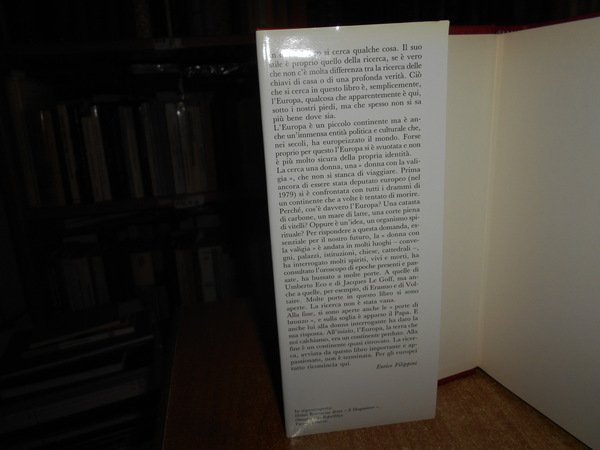 si cerca qualche cosa. Il suo
stile è proprio quello della ricerca, se è vero
che non c'è molta differenza tra la ricerca delle
chiavi di casa o di una profonda verità. Ciò
che si cerca in questo libro è, semplicemente,
l'Europa, qualcosa che apparentemente è qui,
sotto i nostri piedi, ma che spesso non si sa
più bene dove sia.
L'Europa è un piccolo continente ma è an-
che un'immensa entità politica e culturale che,
nei secoli, ha europeizzato il mondo. Forse
proprio per questo l'Europa si è svuotata e non
è più molto sicura della propria identità.
La cerca una donna, una « donna con la vali-
gia », che non si stanca di viaggiare. Prima
ancora di essere stata deputato europeo (nel
1979) si è confrontata con tutti i drammi di
un continente che a volte è tentato di morire.
Perché, cos'è davvero l'Europa? Una catasta
di carbone, un mare di latte, una corte piena
di vitelli? Oppure è un'idea, un organismo spi-
rituale? Per rispondere a questa domanda, es-
senziale per il nostro futuro, la « donna con
la valigia » è andata in molti luoghi – conve-
gni, palazzi, istituzioni, chiese, cattedrali –,
ha interrogato molti spiriti, vivi e morti, ha
consultato l'oroscopo di epoche presenti e pas-
sate, ha bussato a molte porte. A quelle di
Umberto Eco e di Jacques Le Goff, ma an-
che a quelle, per esempio, di Erasmo e di Vol-
taire. Molte porte in questo libro si sono
aperte. La ricerca non è stata vana.
Alla fine, si sono aperte anche le « porte di
bronzo », e sulla soglia è apparso il Papa. E
anche lui alla donna interrogante ha dato la
sua risposta. All'inizio, l'Europa, la terra che
noi calchiamo, era un continente perduto. Alla
fine è un continente quasi ritrovato. La ricer-
ca, avviata da questo libro importante e ap-
passionato, non è terminata. Per gli europei
tutto ricomincia qui.
Enrico Filippini
In sovraccoperta: